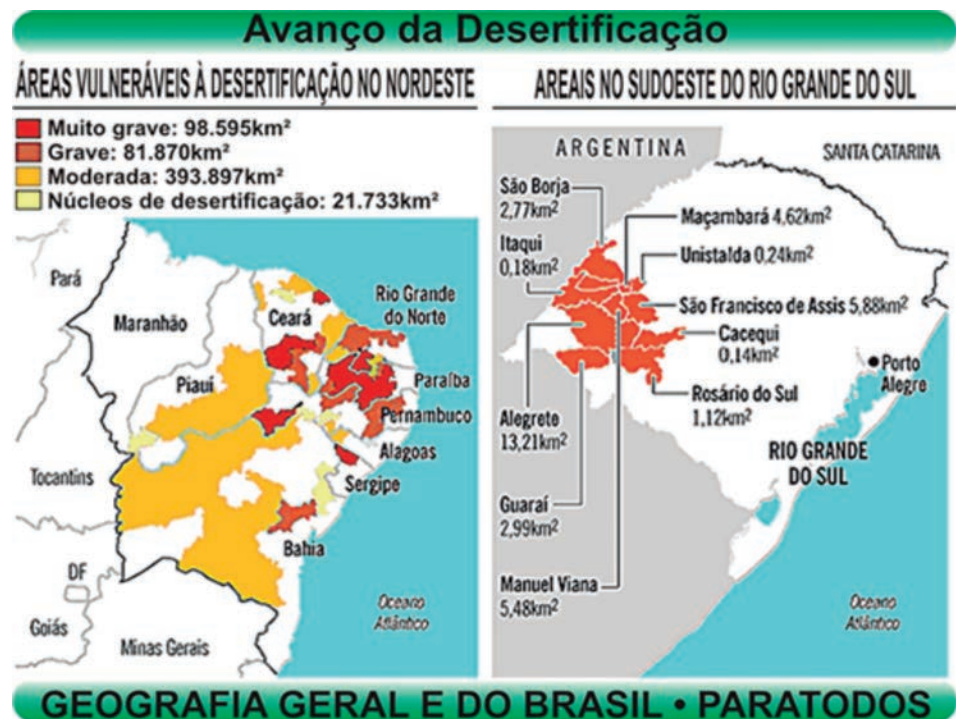 Avanço da Desertificação
ÁREAS VULNERÁVEIS À DESERTIFICAÇÃO NO NORDESTE
Muito grave: 98.595km²
Grave: 81.870km²
Moderada: 393.897km²
Núcleos de desertificação: 21.733km²
Pará
Maranhão
Ceará
Rio Grande
do Norte
Piauí
Paraíba
Pernambuco
Alagoas
Tocantins
Sergipe
Bahia
DF
Goiás
Minas Gerais
Oceano
Atlântico
AREAIS NO SUDOESTE DO RIO GRANDE DO SUL
ARGENTINA
SANTA CATARINA
São Borja
2,77km²
Maçambará 4,62km²
Itaqui
0,18km²
Unistalda 0,24km²
São Francisco de Assis 5,88km²
Cacequi
0,14km²
Porto
Alegre
Rosário do Sul
1,12km²
Alegrete
13,21km²
RIO GRANDE
DO SUL
Guaraí
2,99km²
Manuel Viana
5,48km²
Oceano
Atlântico
GEOGRAFIA GERAL E DO BRASIL • PARATODOS